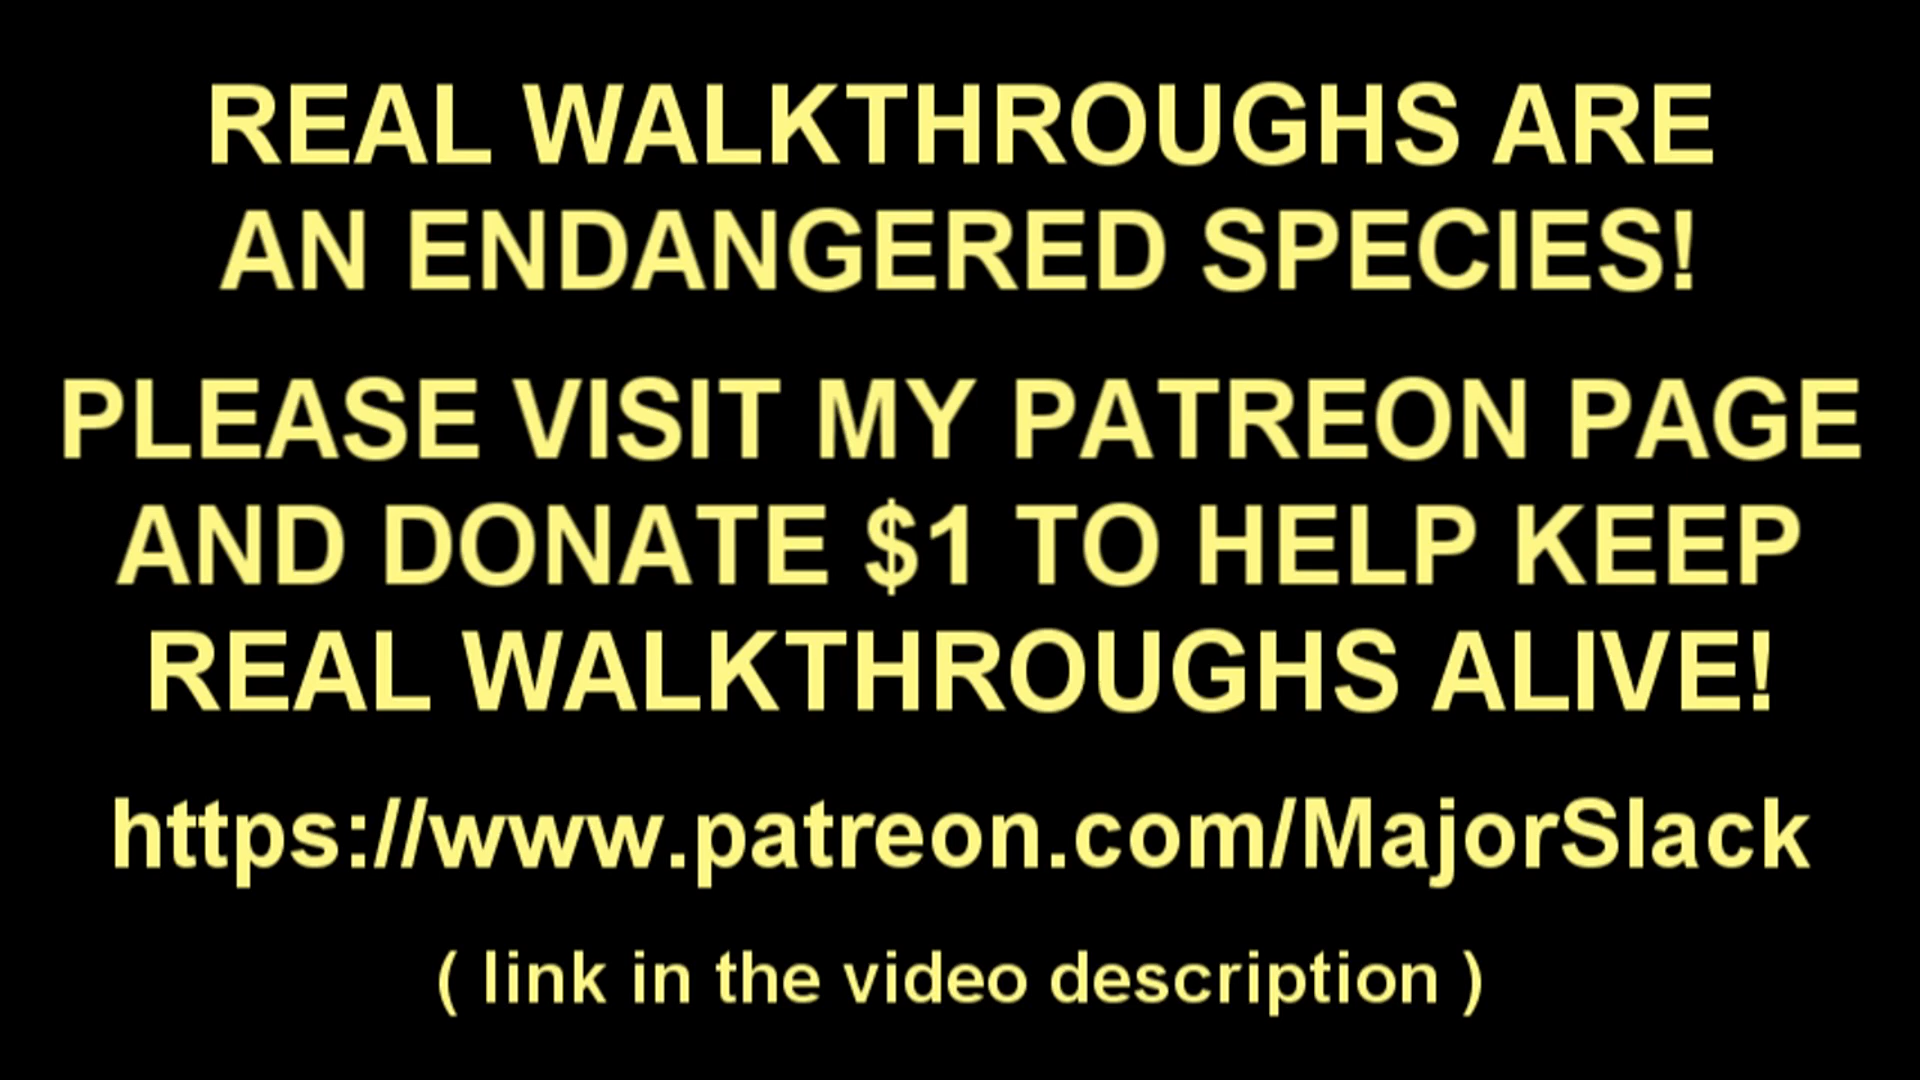 REAL WALKTHROUGHS ARE
AN ENDANGERED SPECIES!
PLEASE VISIT MY PATREON PAGE
AND DONATE $1 TO HELP KEEP
REAL WALKTHROUGHS ALIVE!
https://www.patreon.com/MajorSlack
( link in the video description )